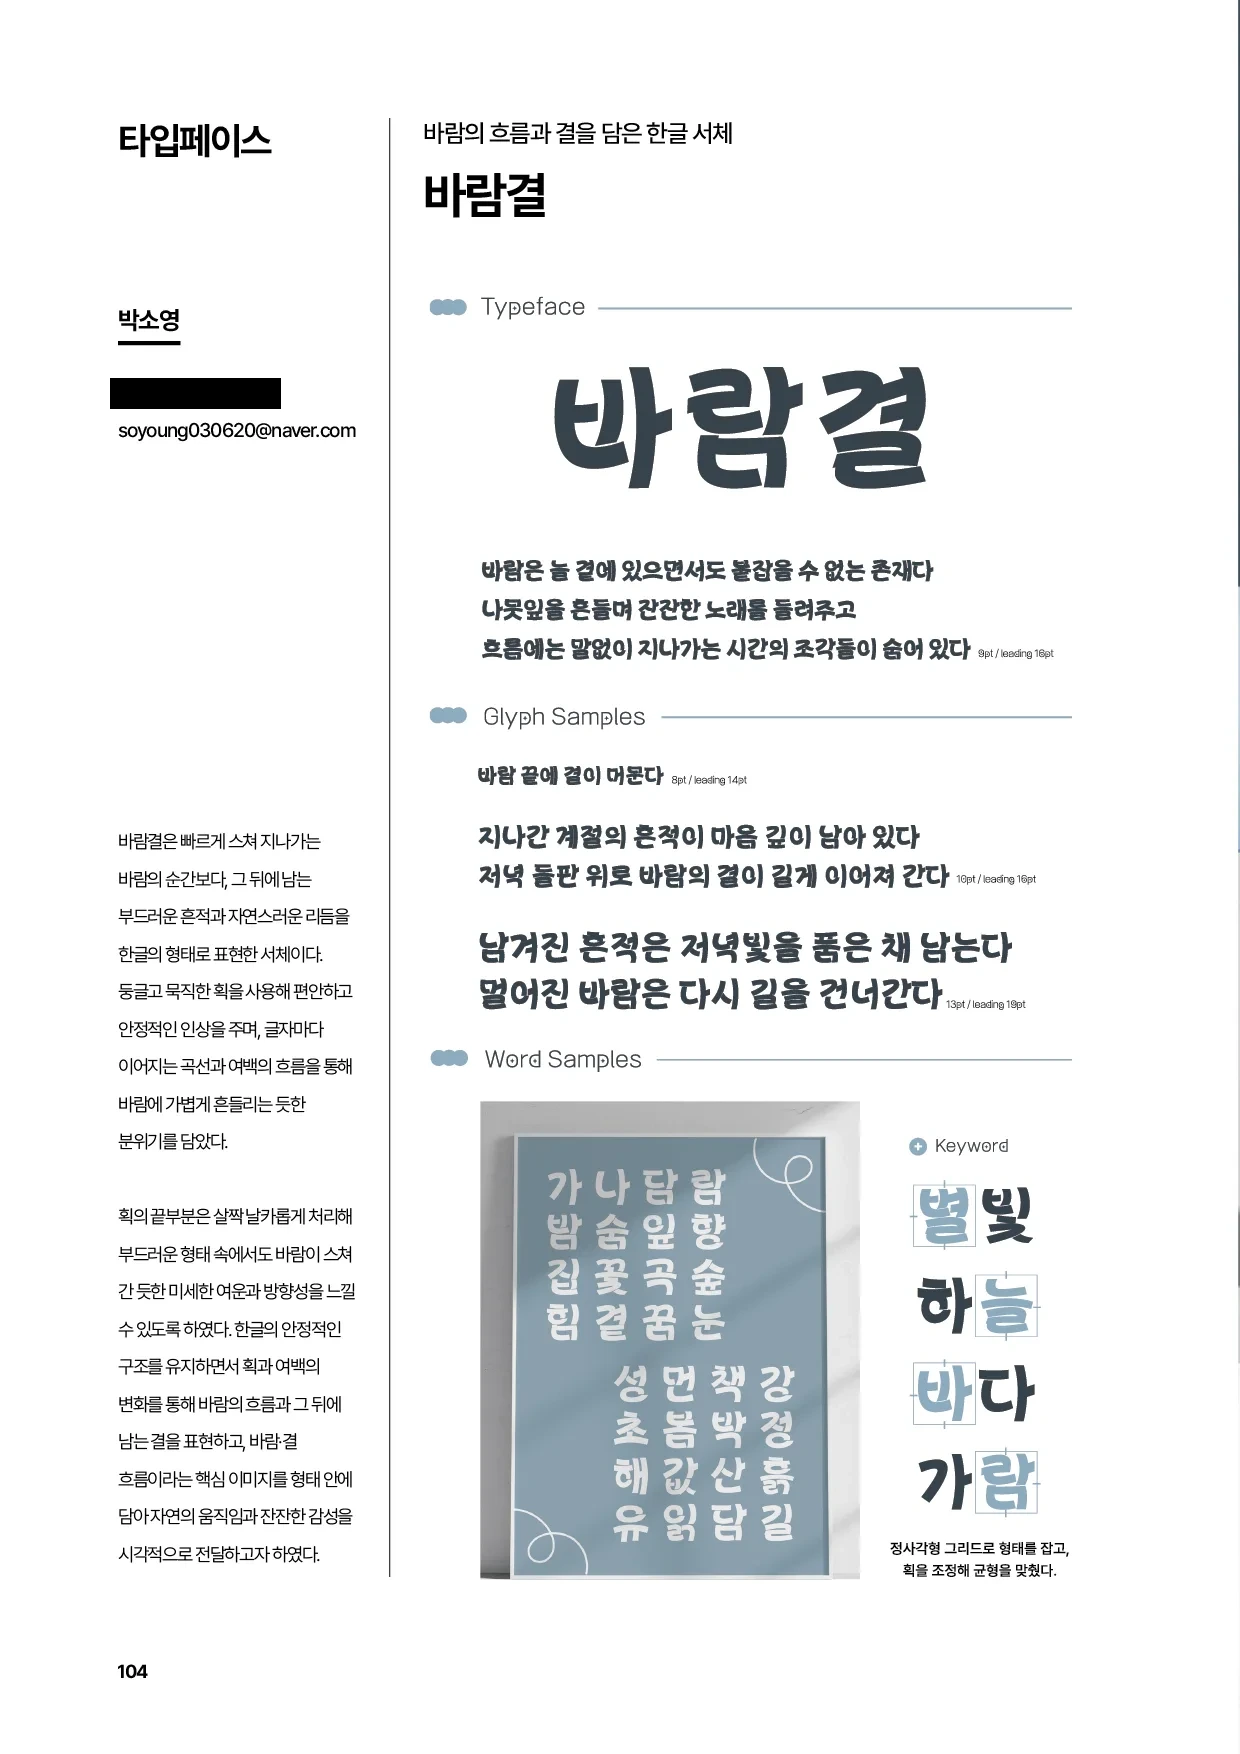 타입페이스
박소영
soyoung030620@naver.com
바람결은 빠르게 스쳐 지나가는
바람의 순간보다, 그 뒤에 남는
부드러운 흔적과 자연스러운 리듬을
한글의 형태로 표현한 서체이다.
둥글고 묵직한 획을 사용해 편안하고
안정적인 인상을 주며, 글자마다
이어지는 곡선과 여백의 흐름을 통해
바람에 가볍게 흔들리는 듯한
분위기를 담았다.
획의 끝부분은 살짝 날카롭게 처리해
부드러운 형태 속에서도 바람이 스쳐
간 듯한 미세한 여운과 방향성을 느낄
수 있도록 하였다. 한글의 안정적인
구조를 유지하면서 획과 여백의
변화를 통해 바람의 흐름과 그 뒤에
남는 결을 표현하고, 바람·결
흐름이라는 핵심 이미지를 형태 안에
담아 자연의 움직임과 잔잔한 감성을
시각적으로 전달하고자 하였다.
104
바람의 흐름과 결을 담은 한글 서체
바람결
Typeface
바람결
바람은 늘 곁에 있으면서도 붙잡을 수 없는 존재다
나뭇잎을 흔들며 잔잔한 노래를 들려주고
흐름에는 말없이 지나가는 시간의 조각들이 숨어 있다 9pt / leading 16pt
Glyph Samples
바람 끝에 결이 머문다 8pt / leading 14pt
지나간 계절의 흔적이 마음 깊이 남아 있다
저녁 들판 위로 바람의 결이 길게 이어져 간다 10pt / leading 16pt
남겨진 흔적은 저녁빛을 품은 채 남는다
멀어진 바람은 다시 길을 건너간다 13pt / leading 19pt
Word Samples
가 나 담 람
밤 숨 잎 향
집 꽃 곡 숲
힘 결 꿈 눈
성 먼 책 강
초 봄 박 정
해 값 산 흙
유 읽 담 길
Keyword
별빛
하늘
바다
가람
정사각형 그리드로 형태를 잡고,
획을 조정해 균형을 맞췄다.